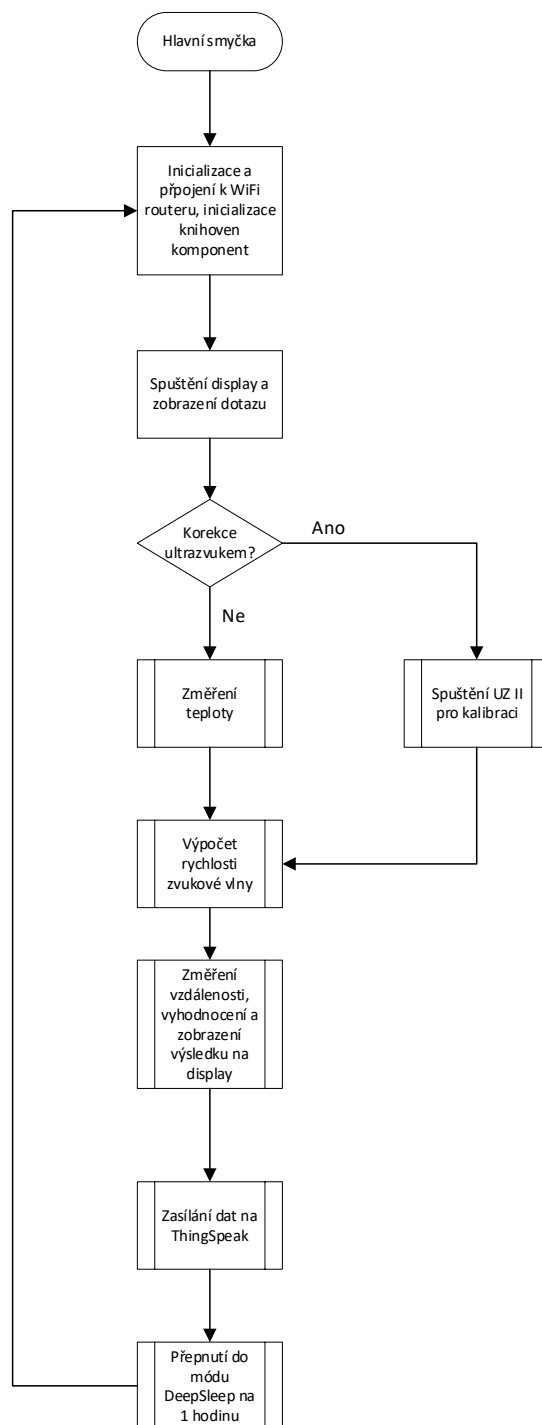 Hlavní smyčka
Inicializace a
přpojení k WiFi
routeru, inicializace
knihoven
komponent
Spuštění display a
zobrazení dotazu
Korekce
ultrazvukem?
Ano
Ne
Změření
teploty
Spuštění UZ II
pro kalibraci
Výpočet
rychlosti
zvukové vlny
Změření
vzdálenosti,
vyhodnocení a
zobrazení
výsledku na
display
Zasílání dat na
ThingSpeak
Přepnutí do
módu
DeepSleep na
1 hodinu